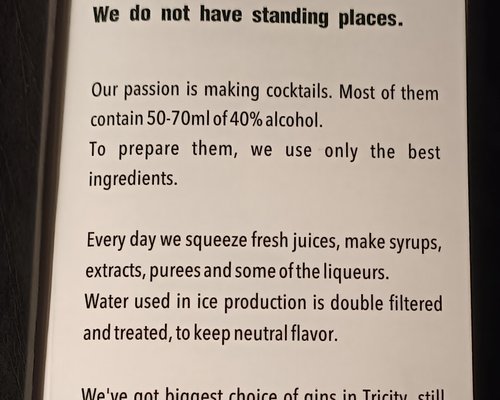 We do not have standing places.
Our passion is making cocktails. Most of them
contain 50-70ml of 40% alcohol.
To prepare them, we use only the best
ingredients.
Every day we squeeze fresh juices, make syrups,
extracts, purees and some of the liqueurs.
Water used in ice production is double filtered
and treated, to keep neutral flavor.
We've got biggest choice of gins in Tricity, still